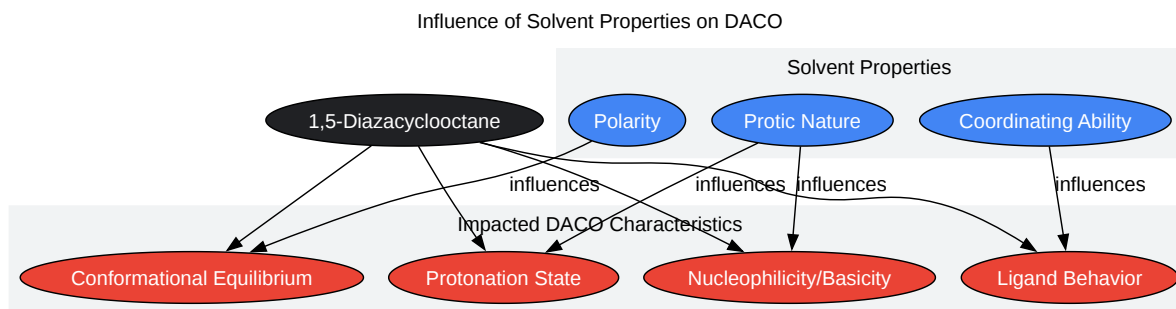 Influence of Solvent Properties on DACO
Solvent Properties
1,5-Diazacyclooctane
Polarity
Protic Nature
Coordinating Ability
influences
influences
influences
influences
Impacted DACO Characteristics
Conformational Equilibrium
Protonation State
Nucleophilicity/Basicity
Ligand Behavior